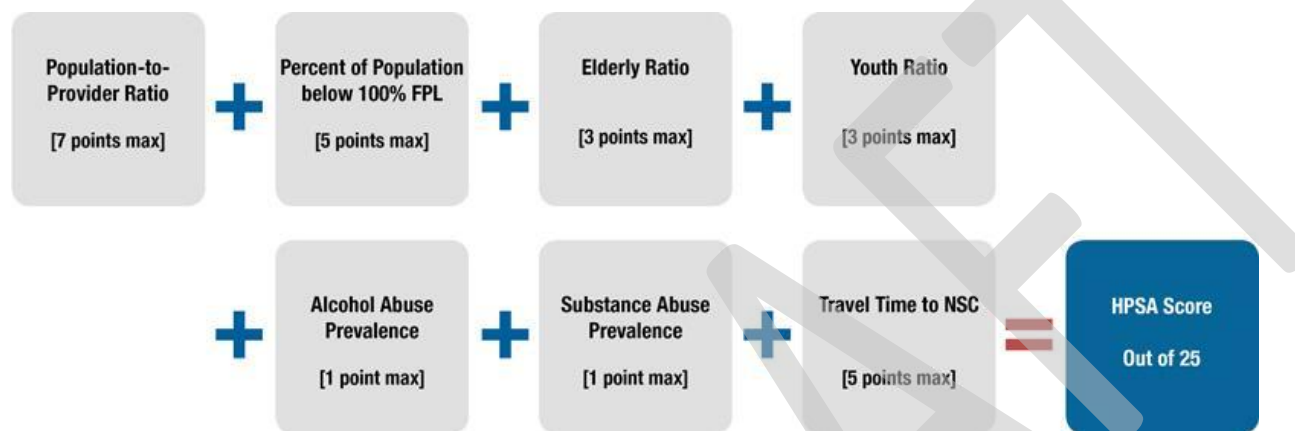 Population-to-
Provider Ratio
[7 points max]
+
Percent of Population
below 100% FPL
[5 points max]
+
Elderly Ratio
[3 points max]
+
Youth Ratio
[3 points max]
+
Alcohol Abuse
Prevalence
[1 point max]
+
Substance Abuse
Prevalence
[1 point max]
+
Travel Time to NSC
[5 points max]
=
HPSA Score
Out of 25